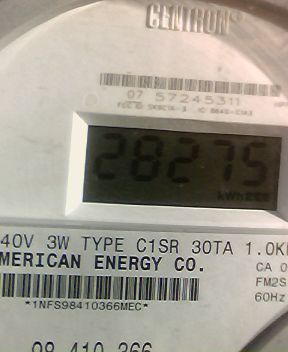 CENTRON®
07 57245311
28275
kWh
40V 3W TYPE C1SR 30TA 1.0K
MERICAN ENERGY CO.
CA 0
FM2S
60Hz
*1NFS98410366MEC*
98 410 366